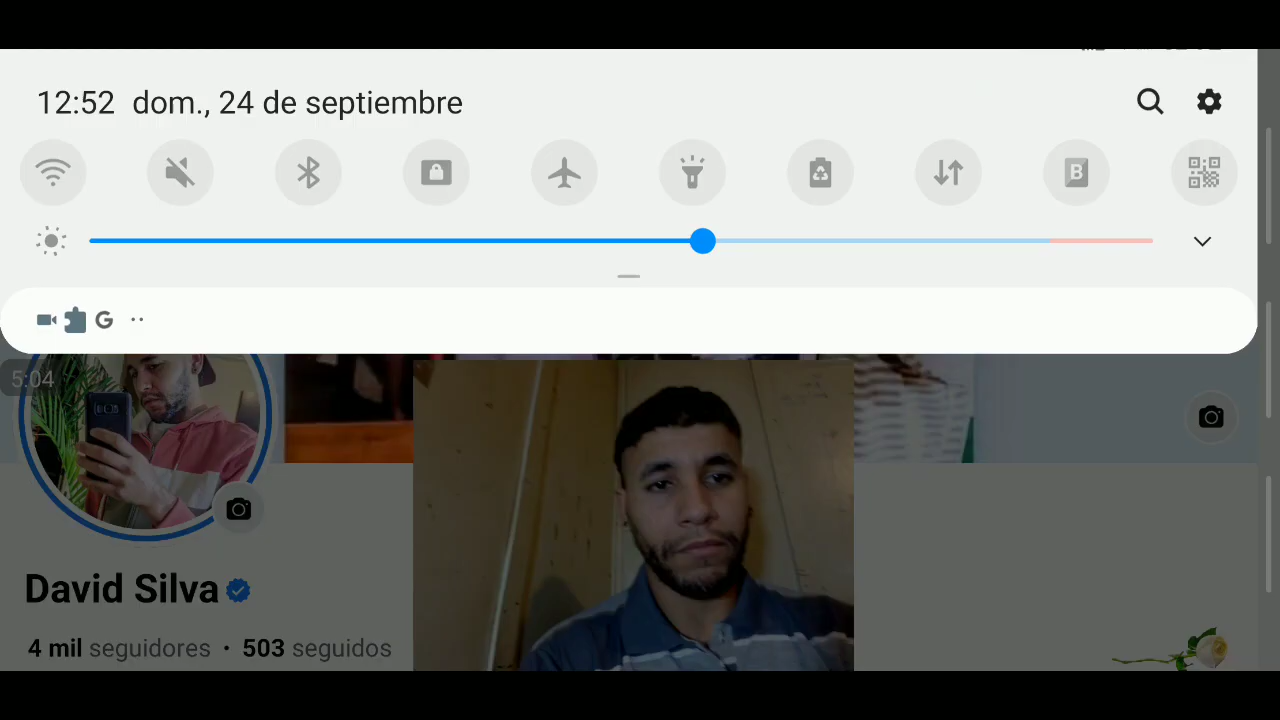 12:52 dom., 24 de septiembre
B
G
5:04
David Silva
4 mil seguidores • 503 seguidos